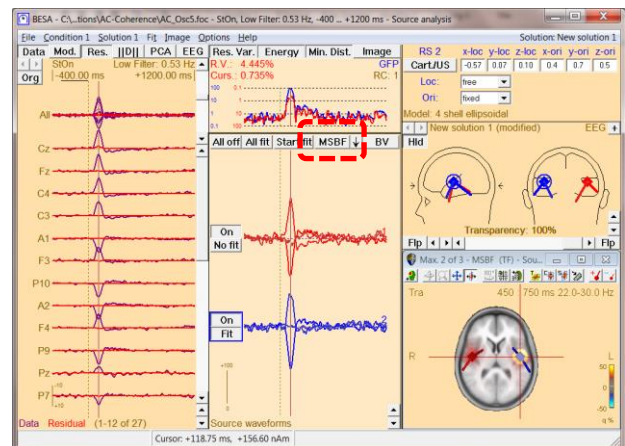 BESA - C:\...tions\AC-Coherence\AC_Osc5.foc - StOn, Low Filter: 0.53 Hz, -400 ... +1200 ms - Source analysis
File Condition 1 Solution 1 Fit Image Options Help Solution: New solution 1
Data Mod. Res. ||D|| PCA EEG Res. Var. Energy Min. Dist. Image RS 2 x-loc y-loc z-loc x-ori y-ori z-ori
StOn Low Filter: 0.53 Hz R.V.: 4.445% GFP Cart./US -0.57 0.07 0.10 0.4 0.7 0.5
Org -400.00 ms +1200.00 ms Curs.: 0.735% RC: 1
Loc: free
Ori: fixed
Model: 4 shell ellipsoidal
New solution 1 (modified) EEG +
All off All fit Start fit MSBF ↓ BV Hld
All
Cz
Fz
C4
C3
A1
F3
P10
A2
F4
P9
Pz
P7
On
No fit
On
Fit
2
+100
0
Transparency: 100%
Flp Flp
Max. 2 of 3 - MSBF (TF) - Sou...
Tra 450 750 ms 22.0-30.0 Hz
R L
50
0
-50
q %
Data Residual (1-12 of 27) Source waveforms
Cursor: +118.75 ms, +156.60 nAm